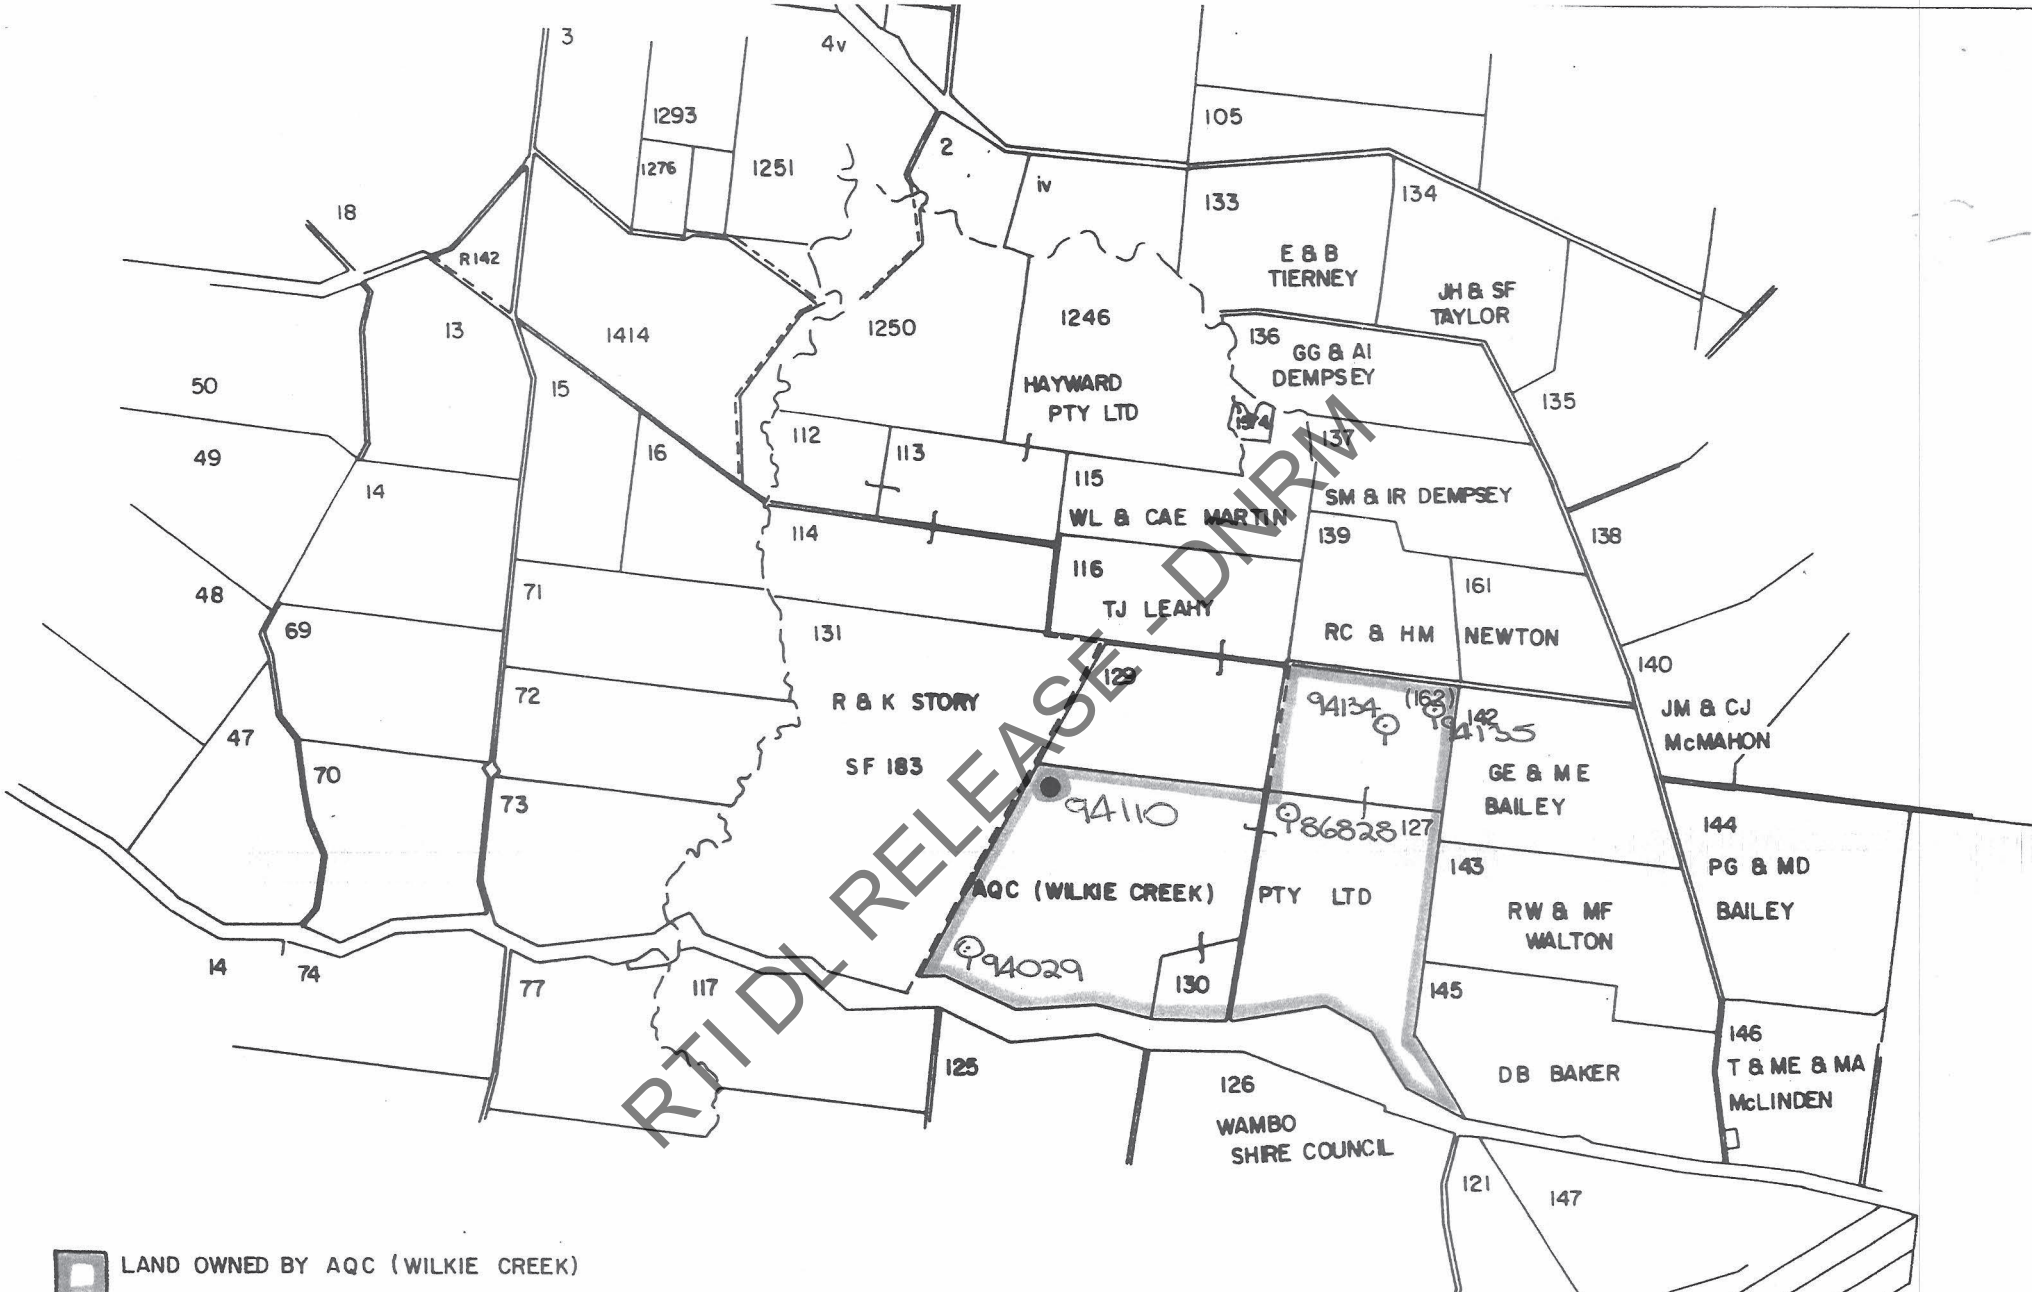 3
4v
1293
105
2
1276
1251
iv
134
133
18
R142
E & B
TIERNEY
JH & SF
TAYLOR
13
1414
1250
1246
136
GG & AI
DEMPSEY
50
15
HAYWARD
PTY LTD
135
1574
112
137
49
16
113
14
115
SM & IR DEMPSEY
WL & CAE MARTIN
114
139
138
116
161
71
48
TJ LEAHY
69
131
RC & HM
NEWTON
140
129
72
R & K STORY
94134
(162)
142
94135
JM & CJ
McMAHON
47
SF 183
70
GE & ME
BAILEY
73
94110
86828
127
144
143
PG & MD
BAILEY
AQC (WILKIE CREEK)
PTY LTD
RW & MF
WALTON
14
74
94029
77
117
130
145
146
125
126
DB BAKER
T & ME & MA
McLINDEN
WAMBO
SHIRE COUNCIL
121
147
LAND OWNED BY AQC (WILKIE CREEK)
RTI DL RELEASE - DNRM